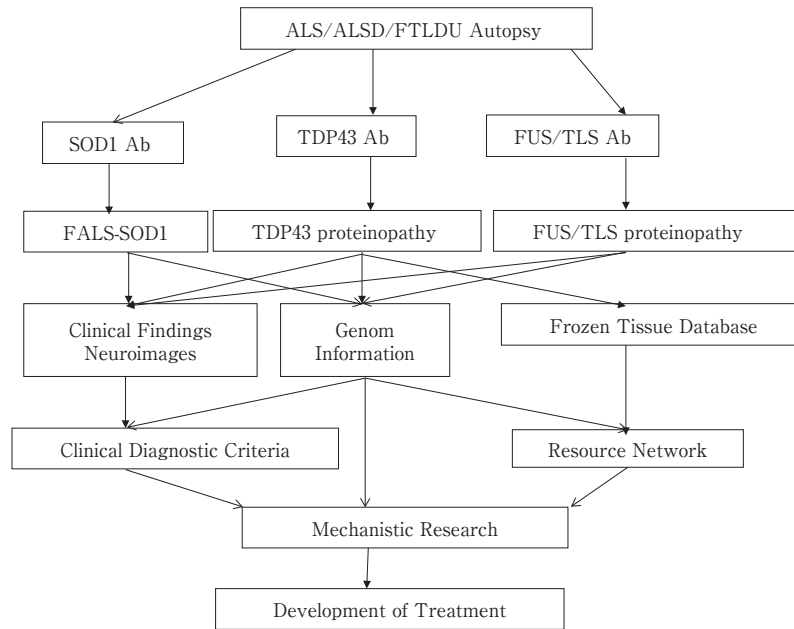 ALS/ALSD/FTLDU Autopsy
SOD1 Ab
TDP43 Ab
FUS/TLS Ab
FALS-SOD1
TDP43 proteinopathy
FUS/TLS proteinopathy
Clinical Findings
Neuroimages
Genom
Information
Frozen Tissue Database
Clinical Diagnostic Criteria
Resource Network
Mechanistic Research
Development of Treatment